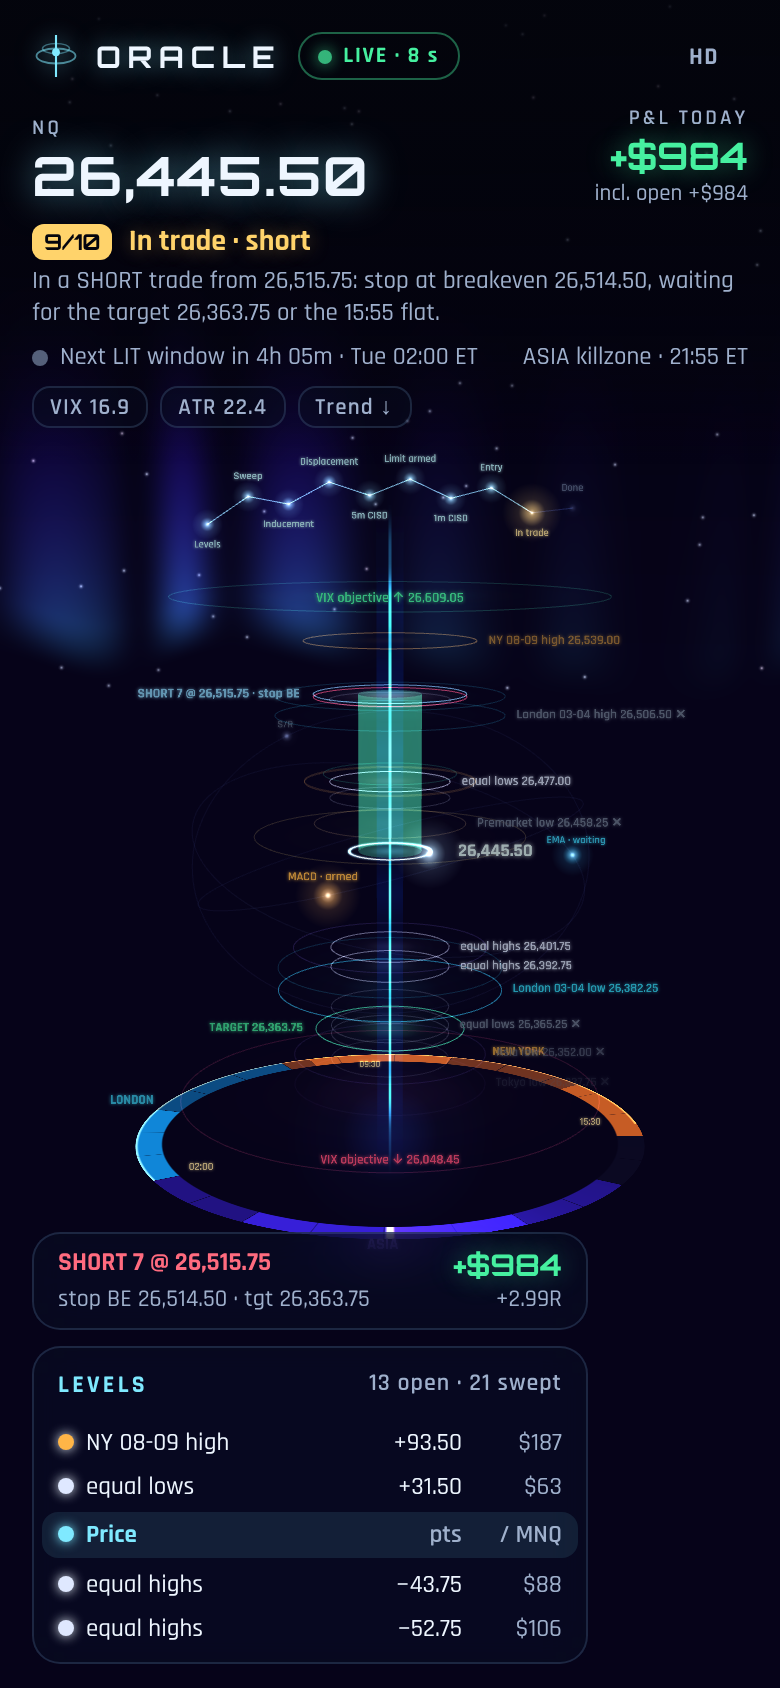 ORACLE
LIVE · 8 s
HD
NQ
P&L TODAY
26,445.50
+$984
incl. open +$984
9/10 In trade · short
In a SHORT trade from 26,515.75: stop at breakeven 26,514.50, waiting
for the target 26,363.75 or the 15:55 flat.
Next LIT window in 4h 05m · Tue 02:00 ET
ASIA killzone · 21:55 ET
VIX 16.9
ATR 22.4
Trend ↓
Levels
Sweep
Inducement
Displacement
5m CISD
Limit armed
1m CISD
Entry
In trade
Done
VIX objective ↑ 26,609.05
NY 08-09 high 26,539.00
SHORT 7 @ 26,515.75 · stop BE
London 03-04 high 26,506.50 ✕
S/R
equal lows 26,477.00
Premarket low 26,458.25 ✕
EMA · waiting
26,445.50
MACD · armed
equal highs 26,401.75
equal highs 26,392.75
London 03-04 low 26,382.25
TARGET 26,363.75
equal lows 26,365.25 ✕
NEW YORK
26,352.00 ✕
09:30
Tokyo low
LONDON
15:30
02:00
VIX objective ↓ 26,048.45
ASIA
SHORT 7 @ 26,515.75
+$984
stop BE 26,514.50 · tgt 26,363.75
+2.99R
LEVELS
13 open · 21 swept
NY 08-09 high +93.50 $187
equal lows +31.50 $63
Price pts / MNQ
equal highs −43.75 $88
equal highs −52.75 $106